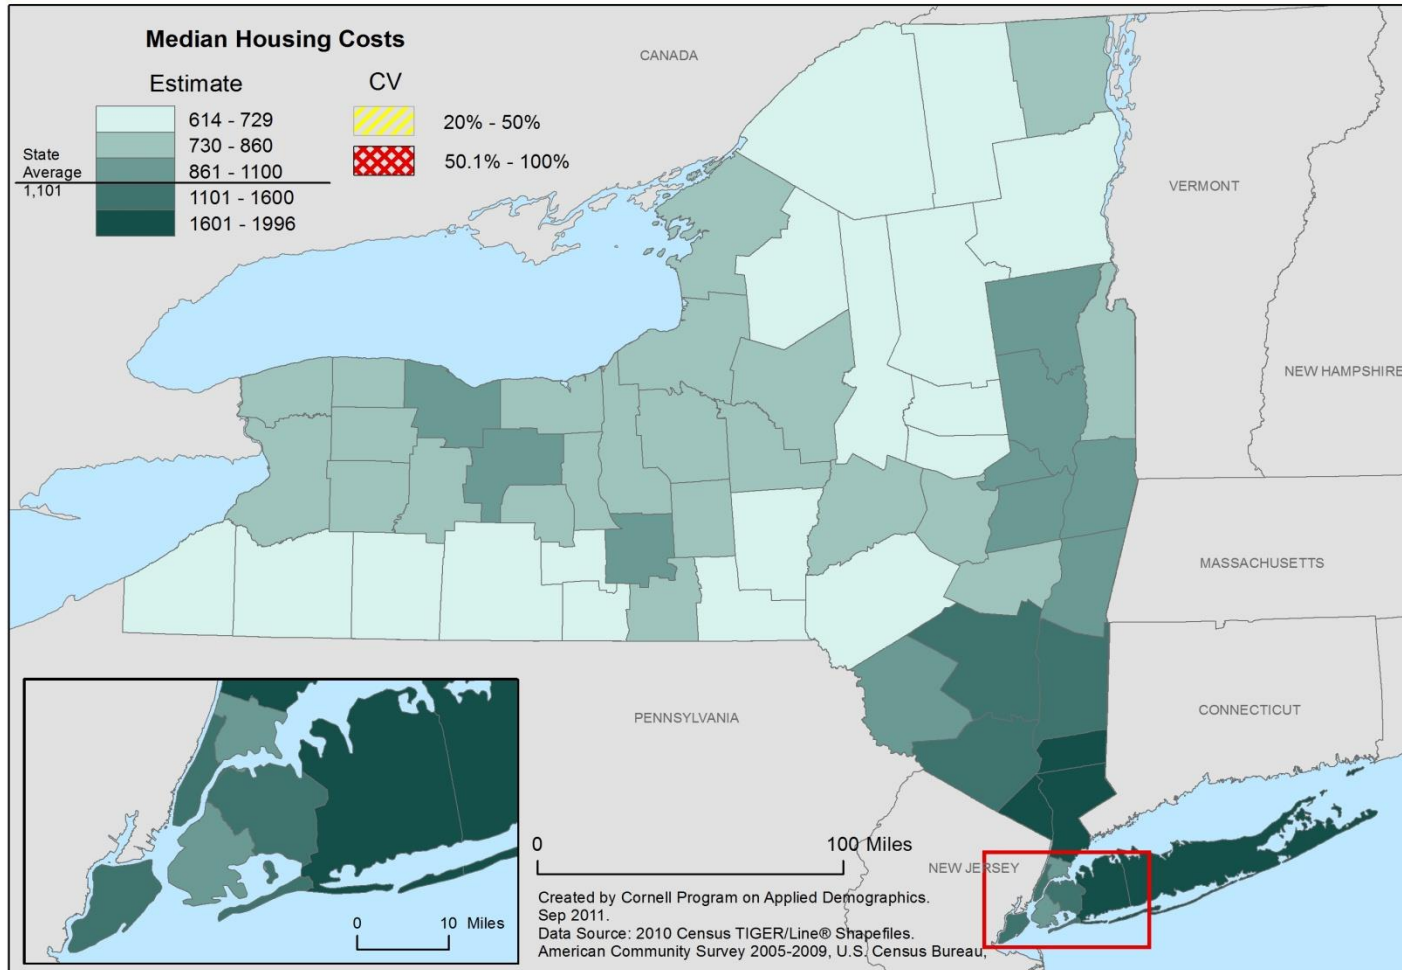 Median Housing Costs
Estimate
CV
614 - 729
730 - 860
861 - 1100
1101 - 1600
1601 - 1996
State
Average
1,101
20% - 50%
50.1% - 100%
CANADA
VERMONT
NEW HAMPSHIRE
MASSACHUSETTS
CONNECTICUT
PENNSYLVANIA
NEW JERSEY
0 100 Miles
0 10 Miles
Created by Cornell Program on Applied Demographics.
Sep 2011.
Data Source: 2010 Census TIGER/Line® Shapefiles.
American Community Survey 2005-2009, U.S. Census Bureau,